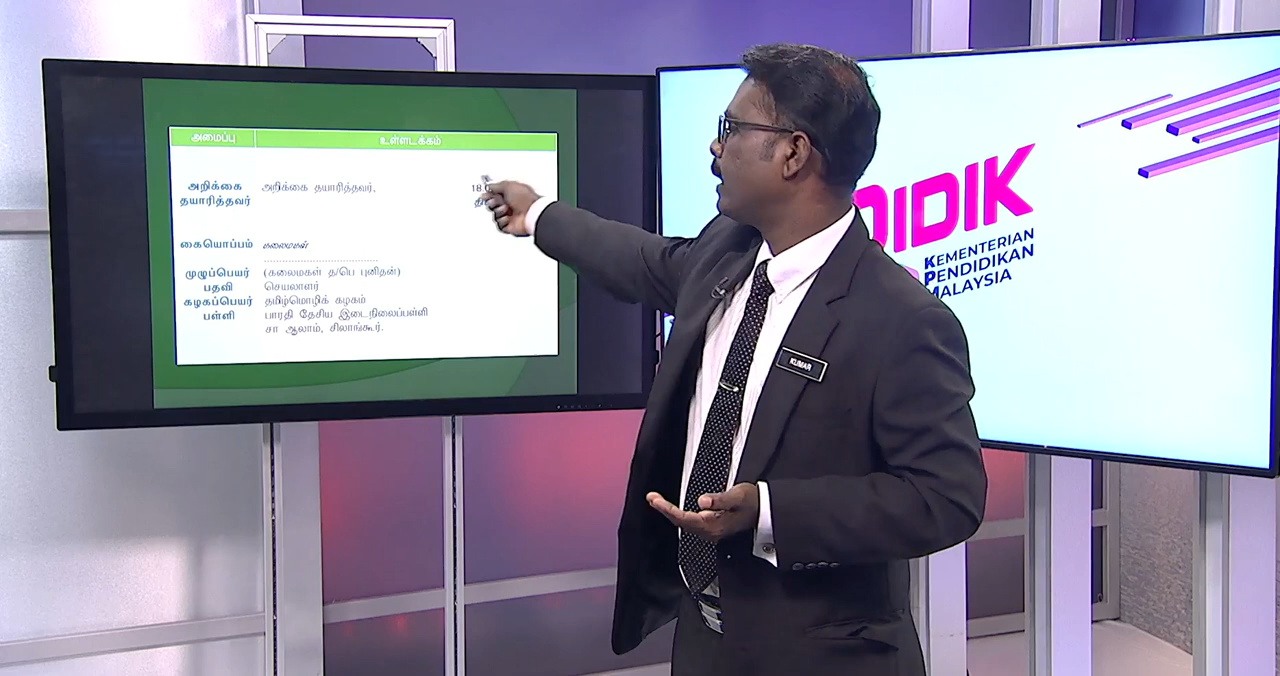 அமைப்பு உள்ளடக்கம்
அறிக்கை தயாரித்தவர் அறிக்கை தயாரித்தவர், 18
கையொப்பம் கலைமகள்
முழுப்பெயர் (கலைமகள் த/பெ புனிதன்)
பதவி செயலாளர்
கழகப்பெயர் தமிழ்மொழிக் கழகம்
பள்ளி பாரதி தேசிய இடைநிலைப்பள்ளி
சா ஆலாம், சிலாங்கூர்.
DIDIK
KEMENTERIAN
PENDIDIKAN
MALAYSIA
KUMAR